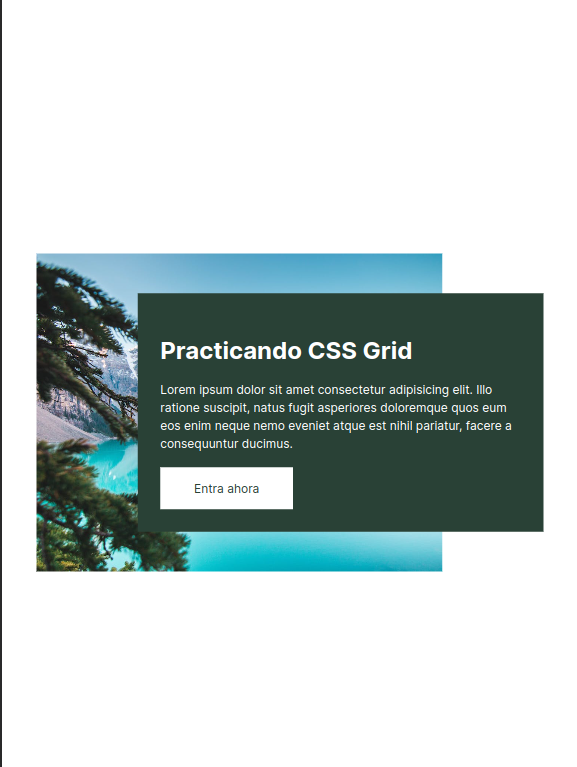 Practicando CSS Grid
Lorem ipsum dolor sit amet consectetur adipisicing elit. Illo
ratione suscipit, natus fugit asperiores doloremque quos eum
eos enim neque nemo eveniet atque est nihil pariatur, facere a
consequuntur ducimus.
Entra ahora